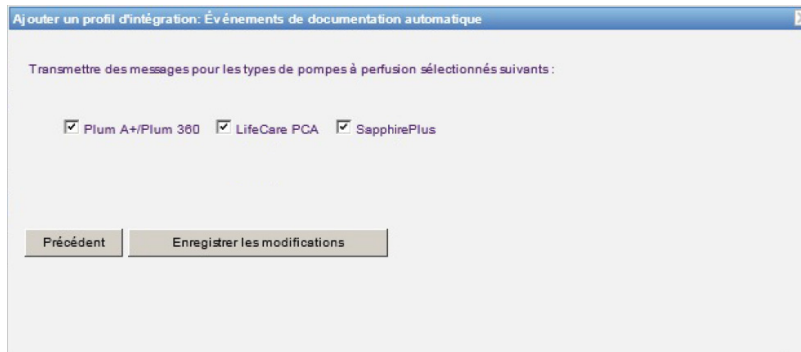 Ajouter un profil d'intégration: Événements de documentation automatique
Transmettre des messages pour les types de pompes à perfusion sélectionnés suivants :
Plum A+/Plum 360 LifeCare PCA SapphirePlus
Précédent Enregistrer les modifications